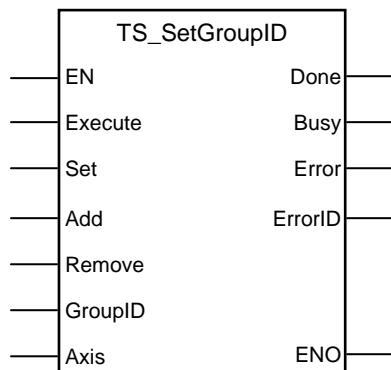 TS_SetGroupID
EN Done
Execute Busy
Set Error
Add ErrorID
Remove
GroupID
Axis ENO